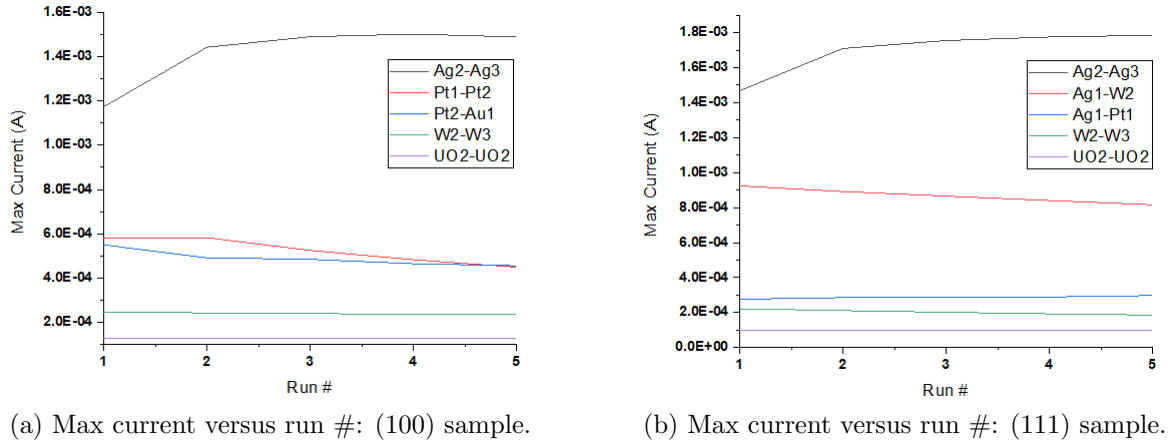 1.6E-03
1.4E-03
1.2E-03
1.0E-03
8.0E-04
6.0E-04
4.0E-04
2.0E-04
Max Current (A)
Ag2-Ag3
Pt1-Pt2
Pt2-Au1
W2-W3
UO2-UO2
1 2 3 4 5
Run #
(a) Max current versus run #: (100) sample.
1.8E-03
1.6E-03
1.4E-03
1.2E-03
1.0E-03
8.0E-04
6.0E-04
4.0E-04
2.0E-04
0.0E+00
Max Current (A)
Ag2-Ag3
Ag1-W2
Ag1-Pt1
W2-W3
UO2-UO2
1 2 3 4 5
Run #
(b) Max current versus run #: (111) sample.